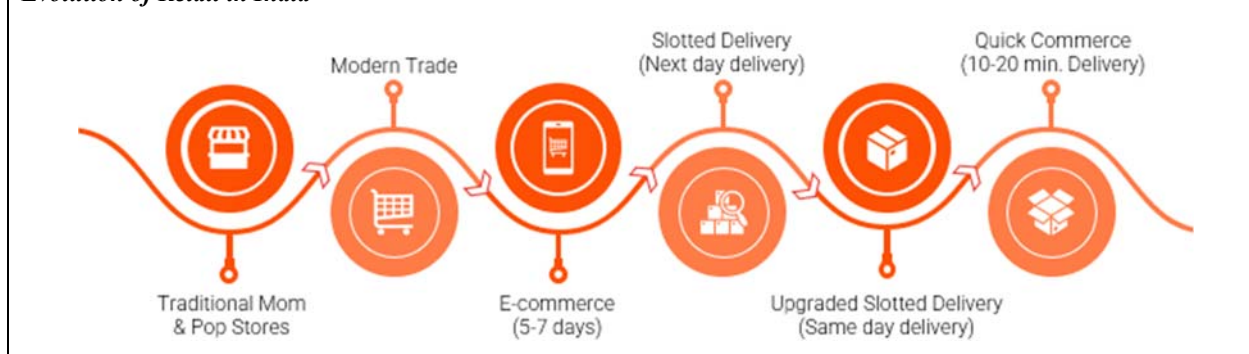 Evolution of Retail in India
Traditional Mom
& Pop Stores
Modern Trade
E-commerce
(5-7 days)
Slotted Delivery
(Next day delivery)
Upgraded Slotted Delivery
(Same day delivery)
Quick Commerce
(10-20 min. Delivery)